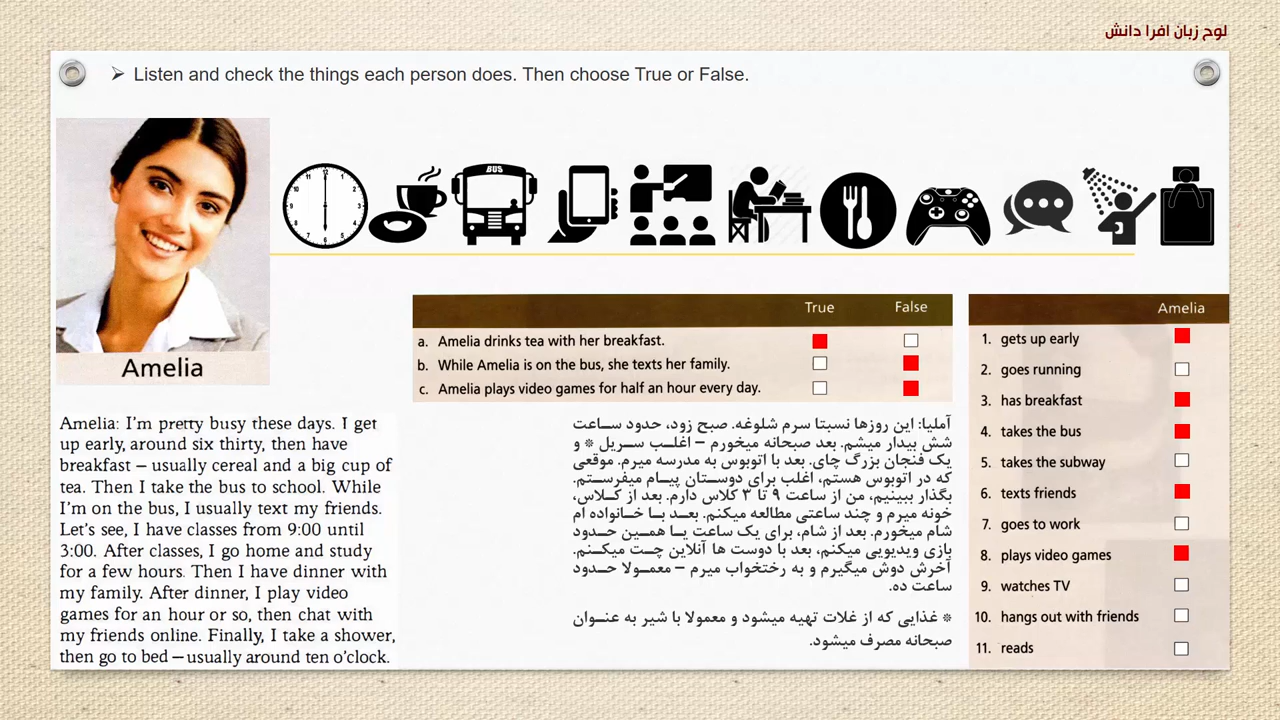 لوح زبان افرا دانش
Listen and check the things each person does. Then choose True or False.
BUS
Amelia
True False
a. Amelia drinks tea with her breakfast.
b. While Amelia is on the bus, she texts her family.
c. Amelia plays video games for half an hour every day.
Amelia
1. gets up early
2. goes running
3. has breakfast
4. takes the bus
5. takes the subway
6. texts friends
7. goes to work
8. plays video games
9. watches TV
10. hangs out with friends
11. reads
Amelia: I'm pretty busy these days. I get
up early, around six thirty, then have
breakfast – usually cereal and a big cup of
tea. Then I take the bus to school. While
I'm on the bus, I usually text my friends.
Let's see, I have classes from 9:00 until
3:00. After classes, I go home and study
for a few hours. Then I have dinner with
my family. After dinner, I play video
games for an hour or so, then chat with
my friends online. Finally, I take a shower,
then go to bed – usually around ten o'clock.
آملیا: این روزها نسبتا سرم شلوغه. صبح زود، حدود ساعت
شش بیدار میشم. بعد صبحانه میخورم – اغلب سریل * و
یک فنجان بزرگ چای. بعد با اتوبوس به مدرسه میرم. موقعی
که در اتوبوس هستم، اغلب برای دوستان پیام میفرستم.
بگذار ببینیم، من از ساعت ۹ تا ۳ کلاس دارم. بعد از کلاس،
خونه میرم و چند ساعتی مطالعه میکنم. بعد با خانواده ام
شام میخورم. بعد از شام، برای یک ساعت یا همین حدود
بازی ویدیویی میکنم، بعد با دوست ها آنلاین چت میکنم.
آخرش دوش میگیرم و به رختخواب میرم – معمولا حدود
ساعت ده.
* غذایی که از غلات تهیه میشود و معمولا با شیر به عنوان
صبحانه مصرف میشود.